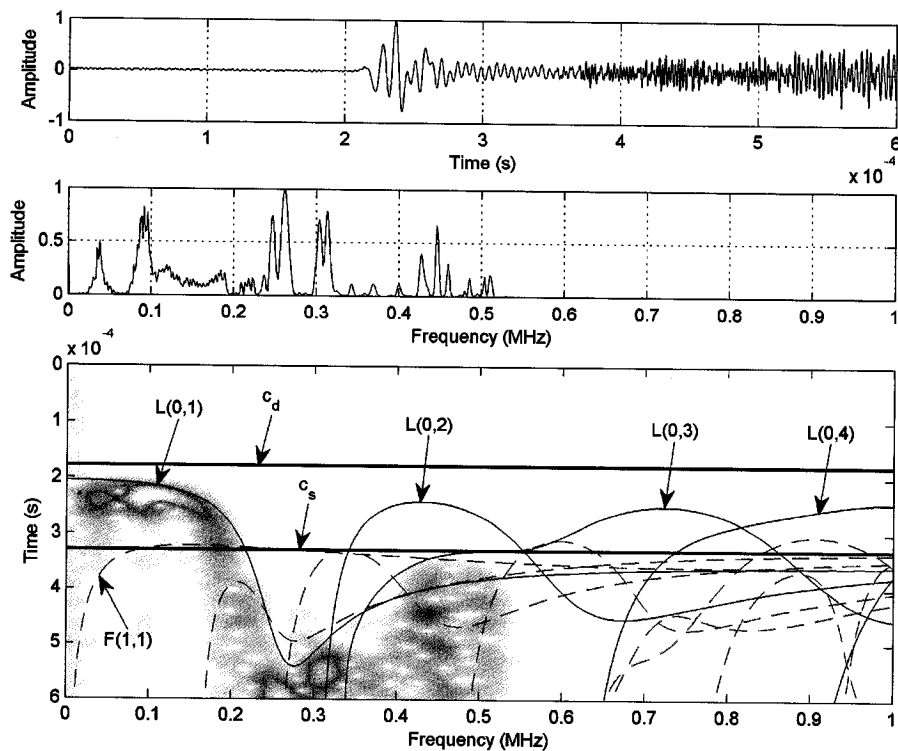 Amplitude
1
0
-1
0 1 2 3 4 5 6
Time (s)
x 10⁻⁴
Amplitude
1
0.5
0
0 0.1 0.2 0.3 0.4 0.5 0.6 0.7 0.8 0.9 1
Frequency (MHz)
x 10⁻⁴
Time (s)
0
1
2
3
4
5
6
L(0,1)
c_d
L(0,2)
L(0,3)
L(0,4)
c_s
F(1,1)
0 0.1 0.2 0.3 0.4 0.5 0.6 0.7 0.8 0.9 1
Frequency (MHz)